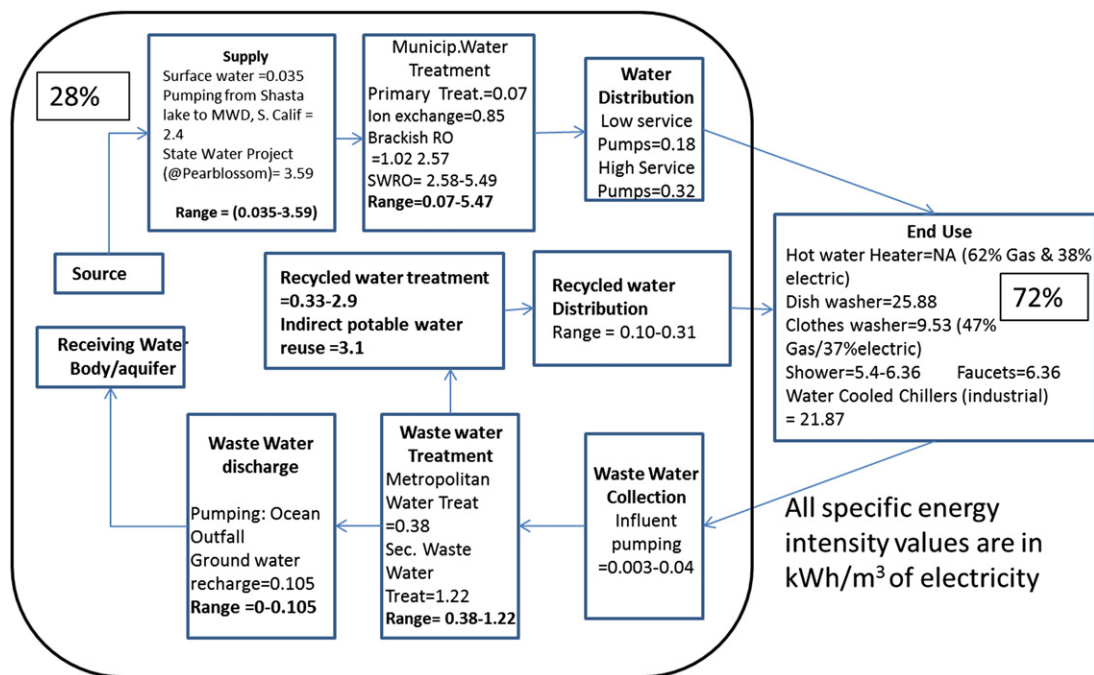 28%
Supply
Surface water =0.035
Pumping from Shasta
lake to MWD, S. Calif =
2.4
State Water Project
(@Pearblossom)= 3.59
Range = (0.035-3.59)
Municip.Water
Treatment
Primary Treat.=0.07
Ion exchange=0.85
Brackish RO
=1.02 2.57
SWRO= 2.58-5.49
Range=0.07-5.47
Water
Distribution
Low service
Pumps=0.18
High Service
Pumps=0.32
End Use
Hot water Heater=NA (62% Gas & 38%
electric)
Dish washer=25.88
Clothes washer=9.53 (47%
Gas/37%electric)
Shower=5.4-6.36 Faucets=6.36
Water Cooled Chillers (industrial)
= 21.87
72%
Source
Recycled water treatment
=0.33-2.9
Indirect potable water
reuse =3.1
Recycled water
Distribution
Range = 0.10-0.31
Receiving Water
Body/aquifer
Waste Water
discharge
Pumping: Ocean
Outfall
Ground water
recharge=0.105
Range =0-0.105
Waste water
Treatment
Metropolitan
Water Treat
=0.38
Sec. Waste
Water
Treat=1.22
Range= 0.38-1.22
Waste Water
Collection
Influent
pumping
=0.003-0.04
All specific energy
intensity values are in
kWh/m³ of electricity